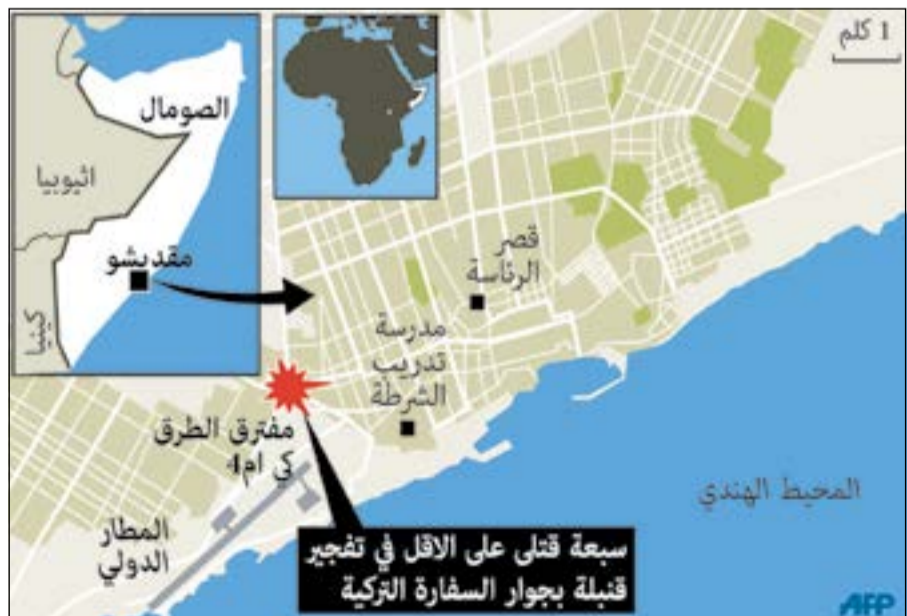 1 كلم
الصومال
اثيوبيا
مقديشو
كينيا
قصر
الرئاسة
مدرسة
تدريب
الشرطة
مفترق الطرق
كي ام4
المطار
الدولي
المحيط الهندي
سبعة قتلى على الاقل في تفجير
قنبلة بجوار السفارة التركية
AFP